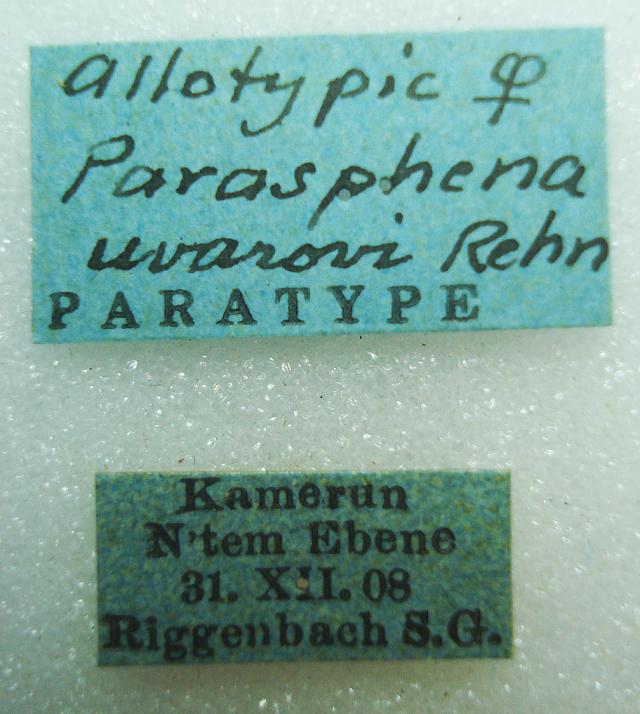 allotypic ♀
Parasphena
uvarovi Rehn
PARATYPE
Kamerun
N'tem Ebene
31. XII. 08
Riggenbach S.G.